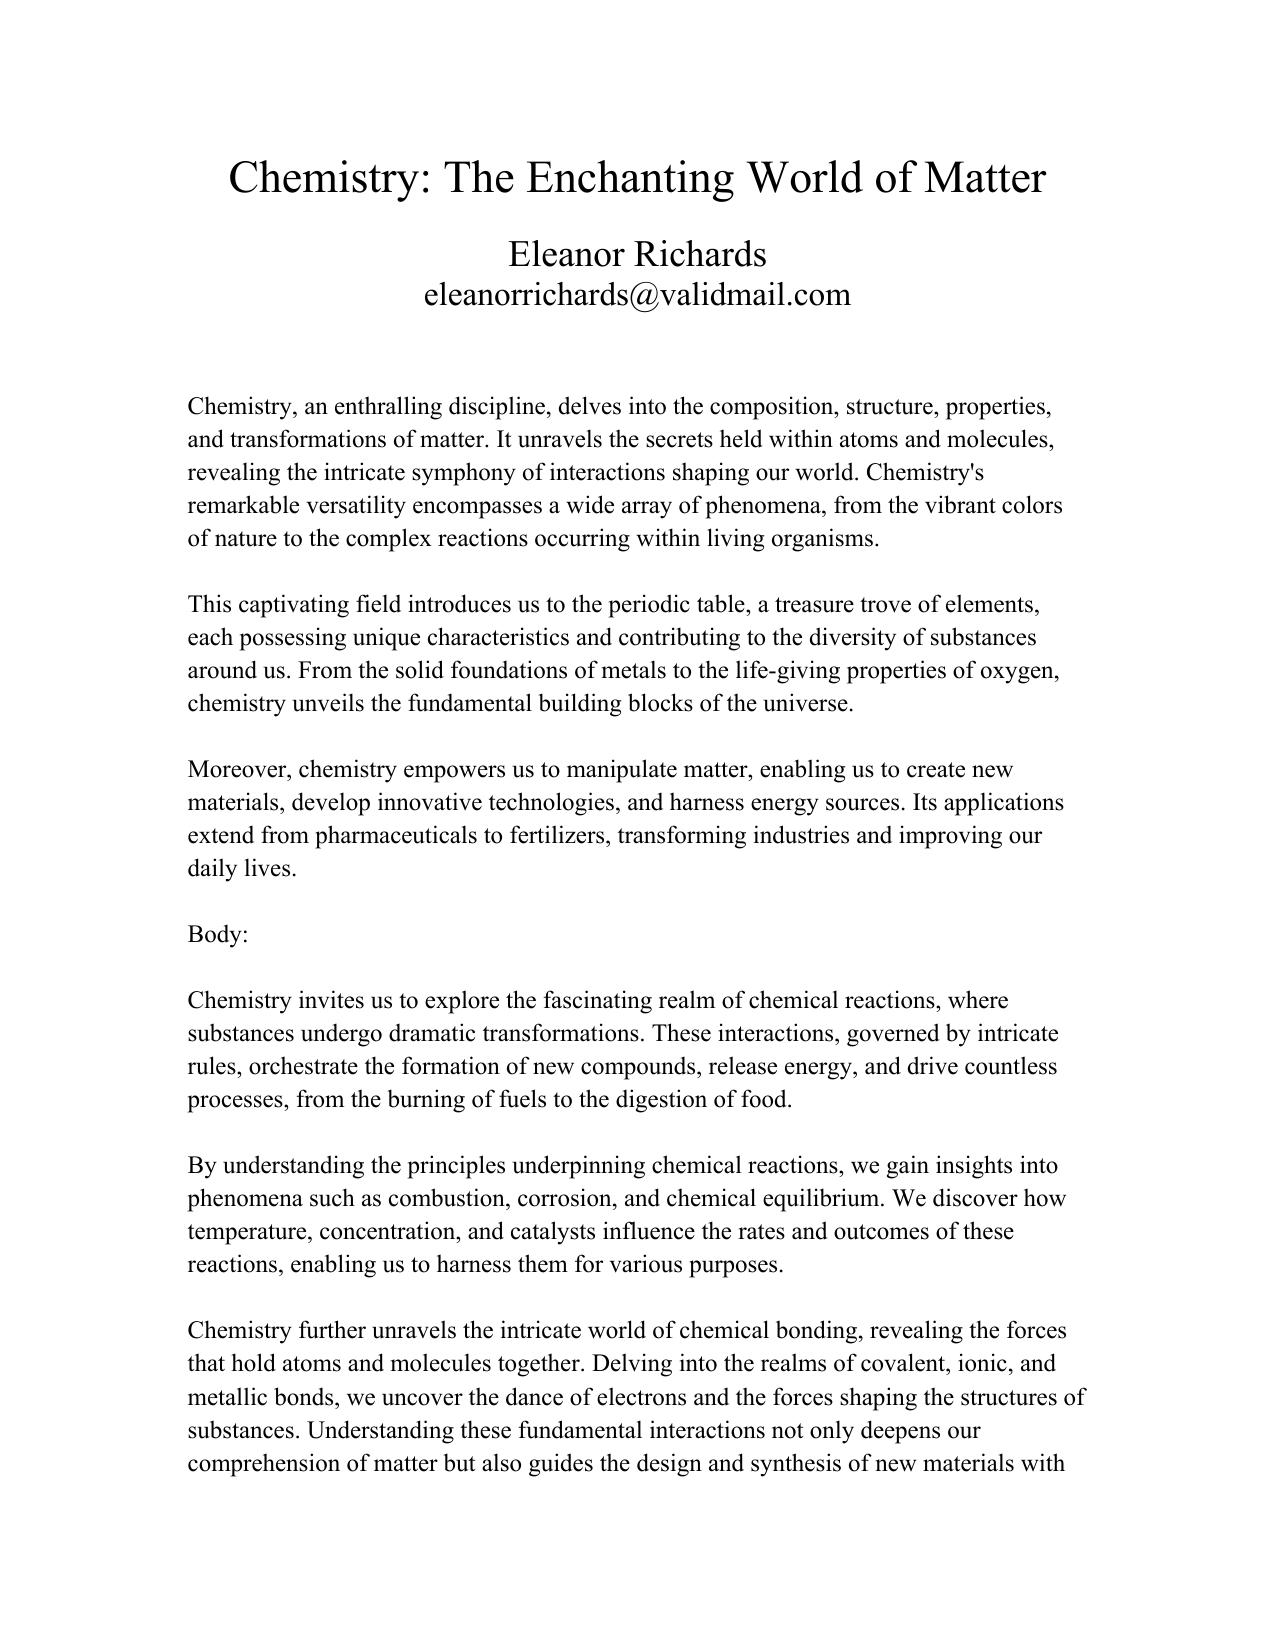 Chemistry: The Enchanting World of Matter
Eleanor Richards
eleanorrichards@validmail.com
Chemistry, an enthralling discipline, delves into the composition, structure, properties,
and transformations of matter. It unravels the secrets held within atoms and molecules,
revealing the intricate symphony of interactions shaping our world. Chemistry's
remarkable versatility encompasses a wide array of phenomena, from the vibrant colors
of nature to the complex reactions occurring within living organisms.
This captivating field introduces us to the periodic table, a treasure trove of elements,
each possessing unique characteristics and contributing to the diversity of substances
around us. From the solid foundations of metals to the life-giving properties of oxygen,
chemistry unveils the fundamental building blocks of the universe.
Moreover, chemistry empowers us to manipulate matter, enabling us to create new
materials, develop innovative technologies, and harness energy sources. Its applications
extend from pharmaceuticals to fertilizers, transforming industries and improving our
daily lives.
Body:
Chemistry invites us to explore the fascinating realm of chemical reactions, where
substances undergo dramatic transformations. These interactions, governed by intricate
rules, orchestrate the formation of new compounds, release energy, and drive countless
processes, from the burning of fuels to the digestion of food.
By understanding the principles underpinning chemical reactions, we gain insights into
phenomena such as combustion, corrosion, and chemical equilibrium. We discover how
temperature, concentration, and catalysts influence the rates and outcomes of these
reactions, enabling us to harness them for various purposes.
Chemistry further unravels the intricate world of chemical bonding, revealing the forces
that hold atoms and molecules together. Delving into the realms of covalent, ionic, and
metallic bonds, we uncover the dance of electrons and the forces shaping the structures of
substances. Understanding these fundamental interactions not only deepens our
comprehension of matter but also guides the design and synthesis of new materials with